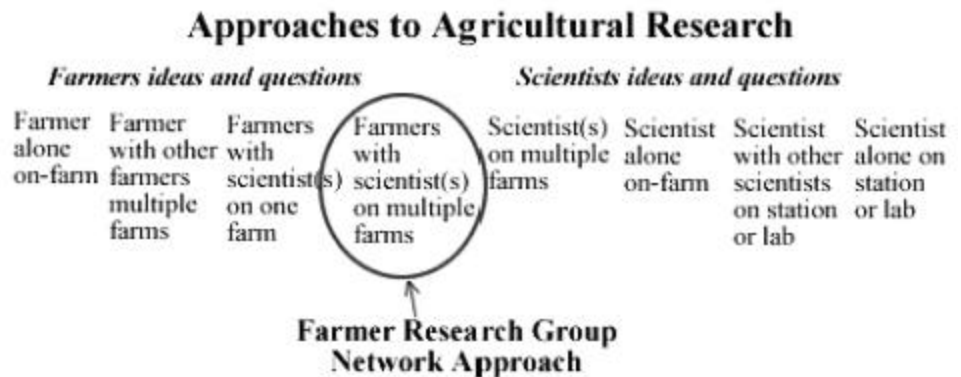 Approaches to Agricultural Research
Farmers ideas and questions
Scientists ideas and questions
Farmer
alone
on-farm
Farmer
with other
farmers
multiple
farms
Farmers
with
scientist(s)
on one
farm
Farmers
with
scientist(s)
on multiple
farms
Scientist(s)
on multiple
farms
Scientist
alone
on-farm
Scientist
with other
scientists
on station
or lab
Scientist
alone on
station
or lab
Farmer Research Group
Network Approach